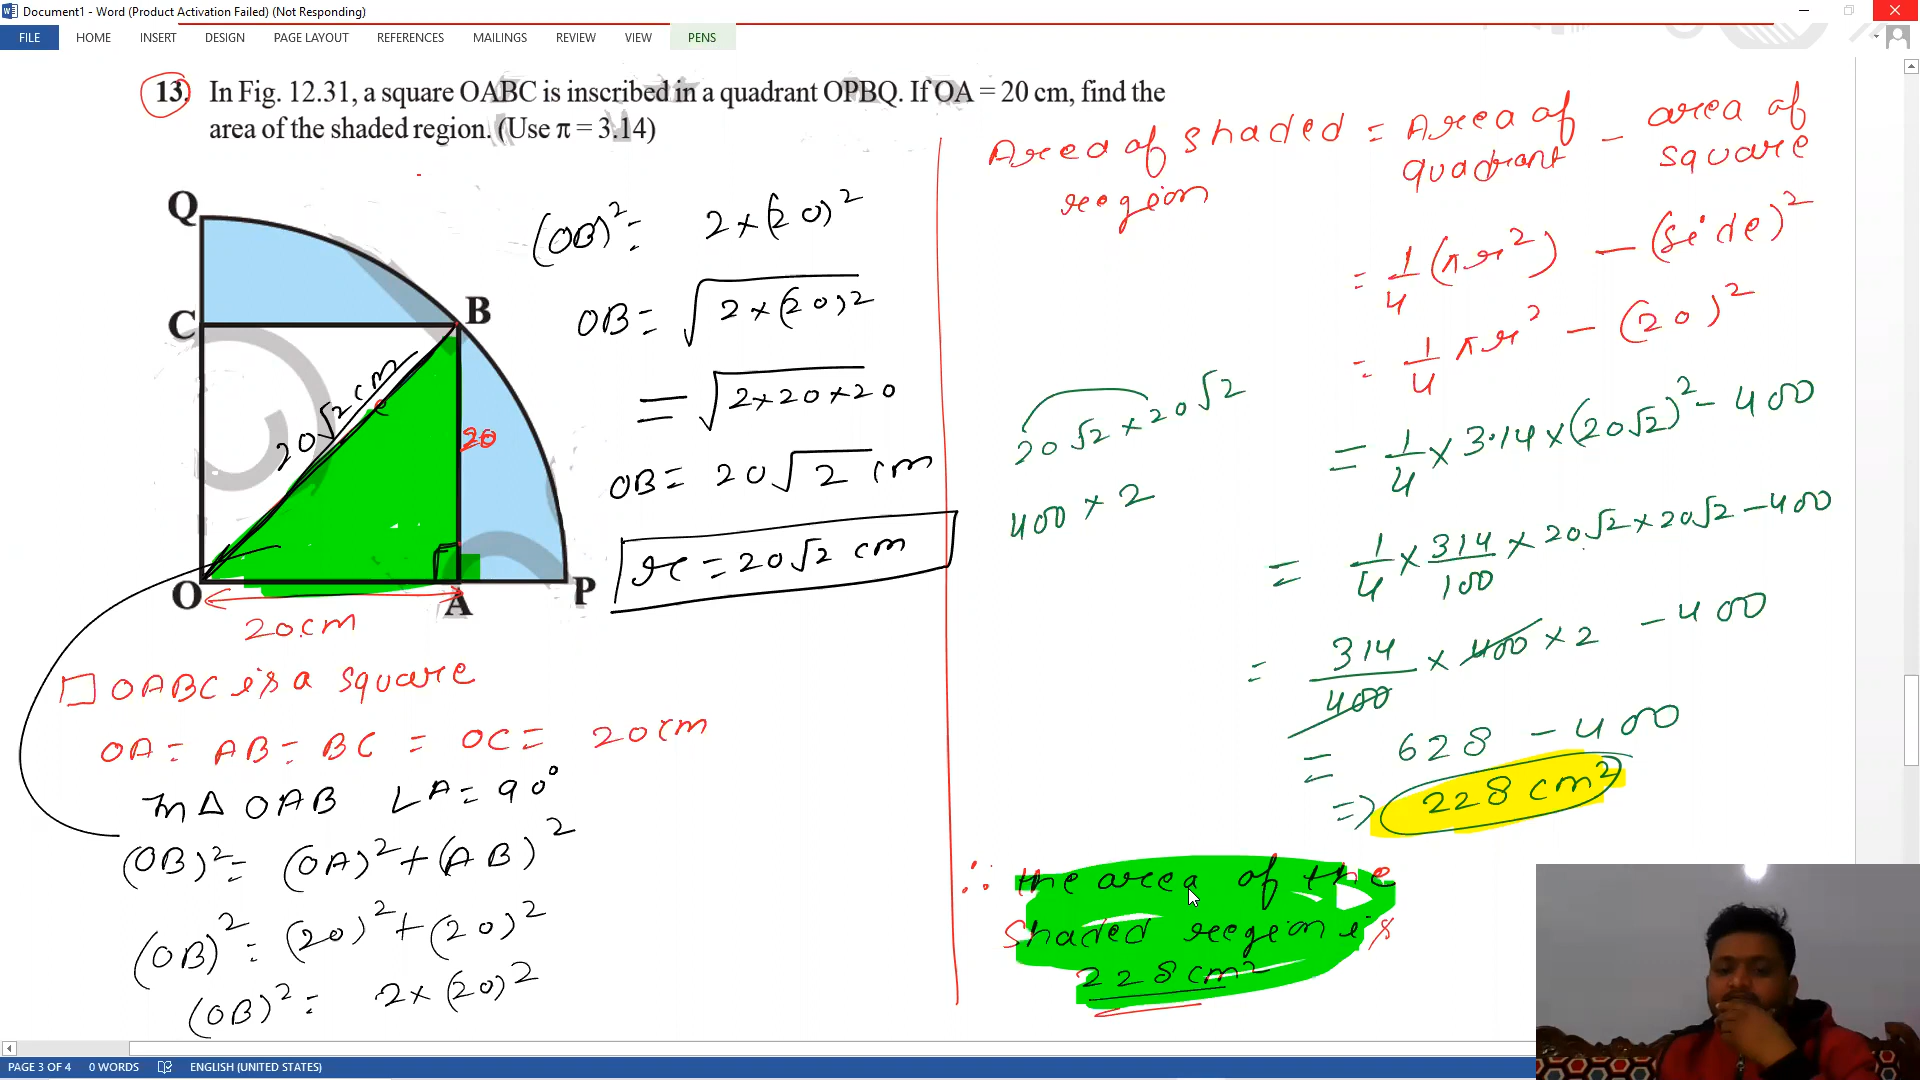 Document1 - Word (Product Activation Failed) (Not Responding)
FILE HOME INSERT DESIGN PAGE LAYOUT REFERENCES MAILINGS REVIEW VIEW PENS
13. In Fig. 12.31, a square OABC is inscribed in a quadrant OPBQ. If OA = 20 cm, find the
area of the shaded region. (Use π = 3.14)
Q
C
B
O
A
P
20√2 cm
20
20cm
□ OABC is a square
OA = AB = BC = OC = 20cm
In △ OAB ∠A = 90°
(OB)² = (OA)² + (AB)²
(OB)² = (20)² + (20)²
(OB)² = 2×(20)²
(OB)² = 2×(20)²
OB = √2×(20)²
= √2×20×20
OB = 20√2 cm
r = 20√2 cm
Area of shaded region = Area of quadrant – area of square
= 1/4 (πr²) – (side)²
= 1/4 πr² – (20)²
= 1/4 × 3.14 × (20√2)² – 400
= 1/4 × 314/100 × 20√2 × 20√2 – 400
= 314/400 × 400 × 2 – 400
= 628 – 400
=> 228 cm²
20√2 × 20√2
400 × 2
∴ the area of the
shaded region is
228cm²
PAGE 3 OF 4 0 WORDS ENGLISH (UNITED STATES)